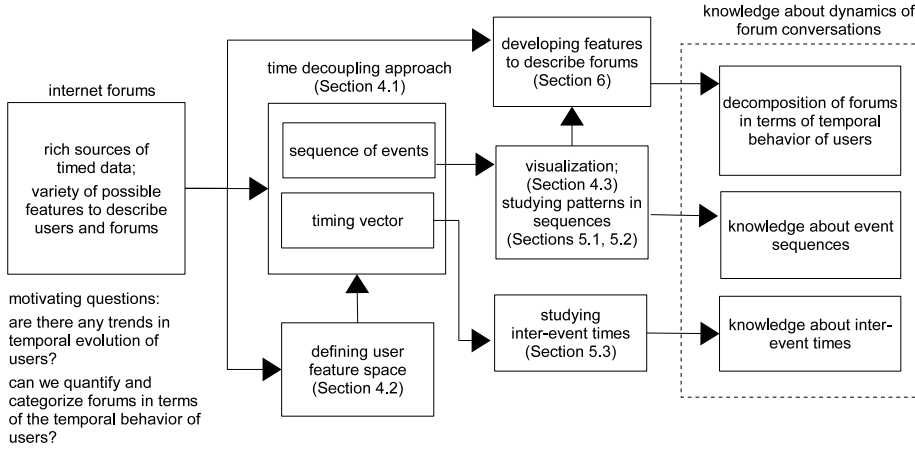 internet forums
rich sources of
timed data;
variety of possible
features to describe
users and forums
motivating questions:
are there any trends in
temporal evolution of
users?
can we quantify and
categorize forums in terms
of the temporal behavior of
users?
time decoupling approach
(Section 4.1)
sequence of events
timing vector
defining user
feature space
(Section 4.2)
developing features
to describe forums
(Section 6)
visualization;
(Section 4.3)
studying patterns in
sequences
(Sections 5.1, 5.2)
studying
inter-event times
(Section 5.3)
knowledge about dynamics of
forum conversations
decomposition of forums
in terms of temporal
behavior of users
knowledge about event
sequences
knowledge about inter-
event times